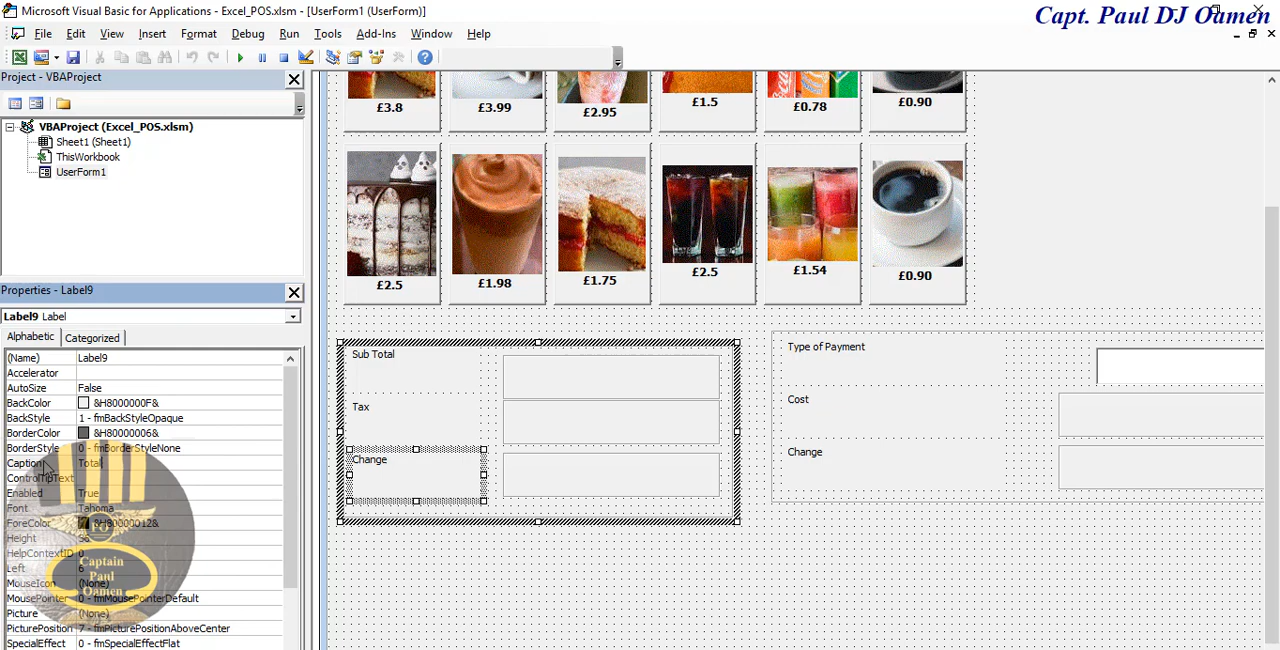 Microsoft Visual Basic for Applications - Excel_POS.xlsm - [UserForm1 (UserForm)]
Capt. Paul DJ Oamen
File Edit View Insert Format Debug Run Tools Add-Ins Window Help
Project - VBAProject
VBAProject (Excel_POS.xlsm)
Sheet1 (Sheet1)
ThisWorkbook
UserForm1
£3.8 £3.99 £2.95 £1.5 £0.78 £0.90
£2.5 £1.98 £1.75 £2.5 £1.54 £0.90
Properties - Label9
Label9 Label
Alphabetic Categorized
(Name) Label9
Accelerator
AutoSize False
BackColor &H8000000F&
BackStyle 1 - fmBackStyleOpaque
BorderColor &H80000006&
BorderStyle 0 - fmBorderStyleNone
Caption Total
ControlTipText
Enabled True
Font Tahoma
ForeColor &H80000012&
Height
HelpContextID 0
Left 6
MouseIcon (None)
MousePointer 0 - fmMousePointerDefault
Picture (None)
PicturePosition 7 - fmPicturePositionAboveCenter
SpecialEffect 0 - fmSpecialEffectFlat
Captain
Paul
Oamen
Sub Total
Tax
Change
Type of Payment
Cost
Change